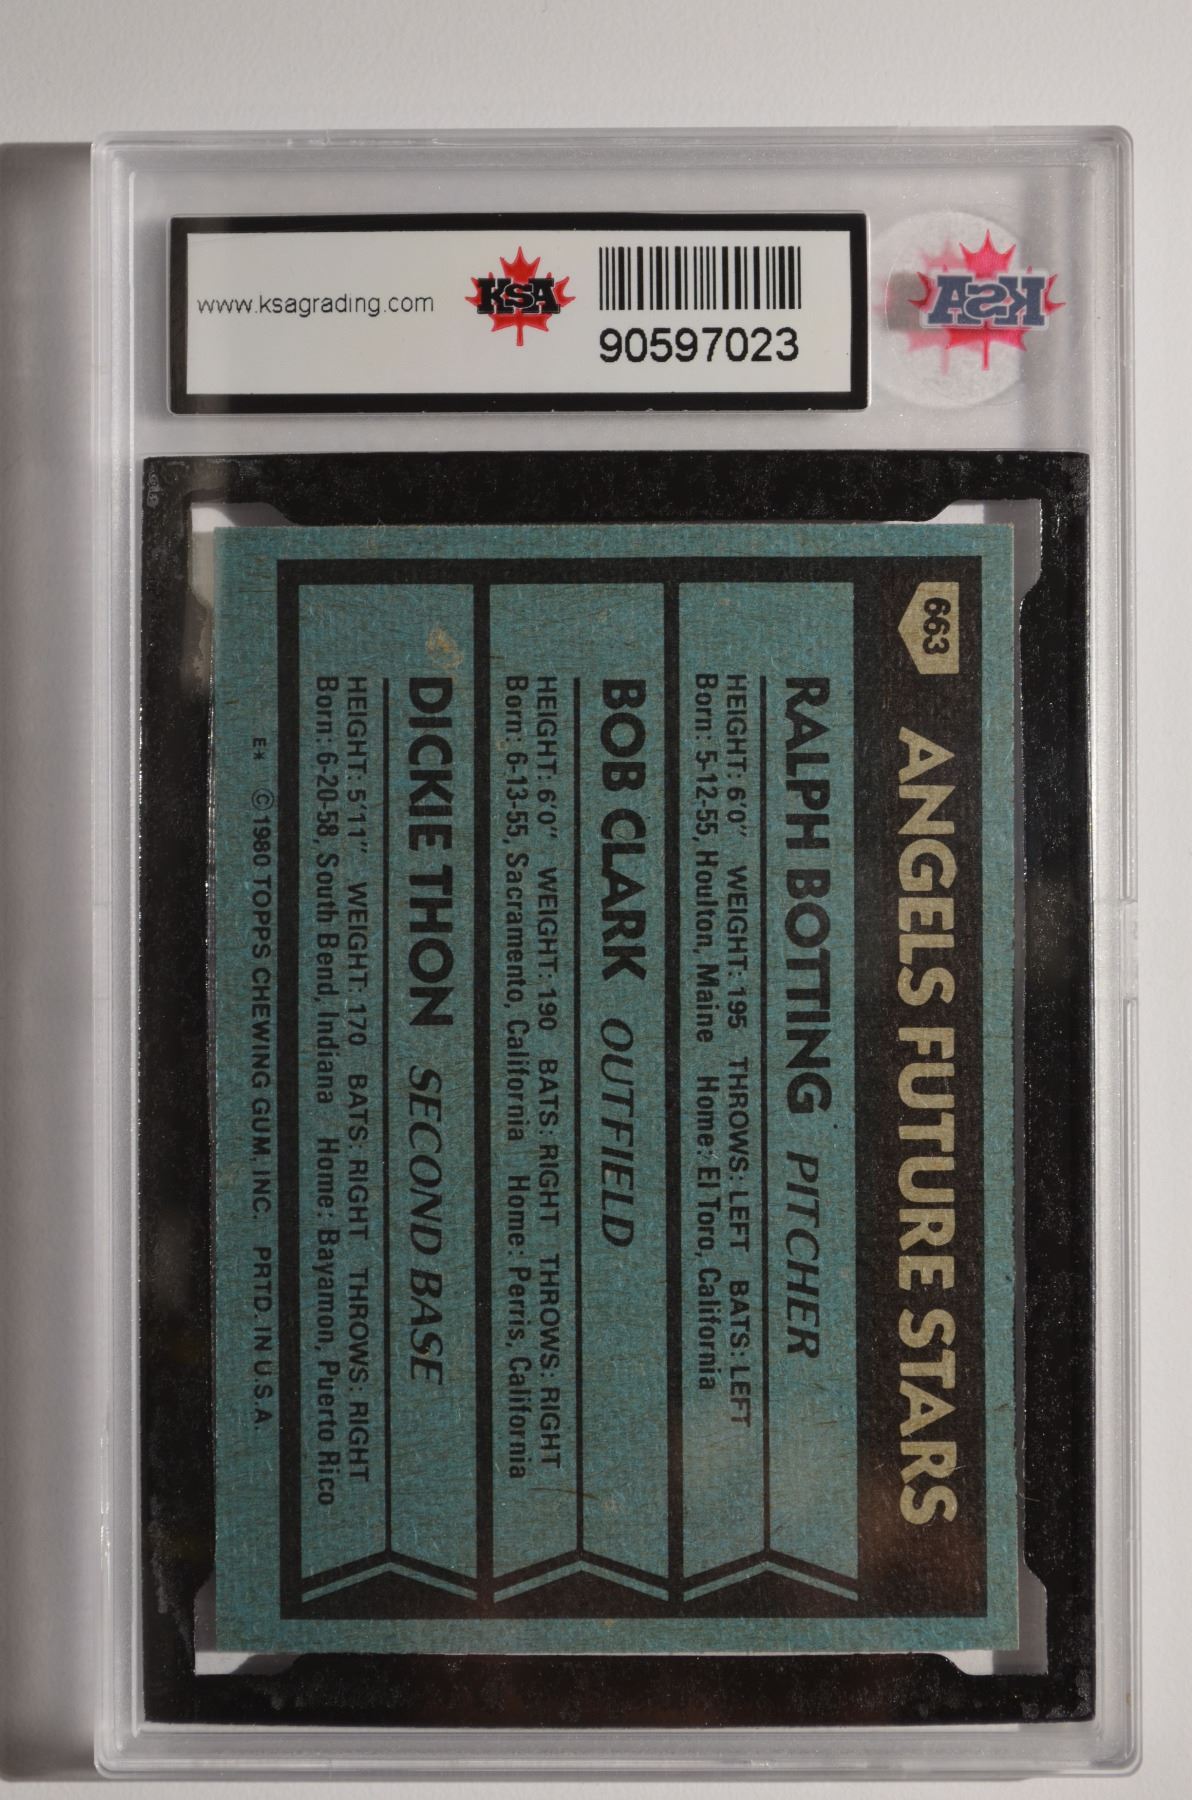 www.ksagrading.com
KSA
90597023
KSA
663
ANGELS FUTURE STARS
RALPH BOTTING PITCHER
HEIGHT: 6'0" WEIGHT: 195 THROWS: LEFT BATS: LEFT
Born: 5-12-55, Houlton, Maine Home: El Toro, California
BOB CLARK OUTFIELD
HEIGHT: 6'0" WEIGHT: 190 BATS: RIGHT THROWS: RIGHT
Born: 6-13-55, Sacramento, California Home: Perris, California
DICKIE THON SECOND BASE
HEIGHT: 5'11" WEIGHT: 170 BATS: RIGHT THROWS: RIGHT
Born: 6-20-58, South Bend, Indiana Home: Bayamon, Puerto Rico
E* ©1980 TOPPS CHEWING GUM, INC. PRTD. IN U.S.A.